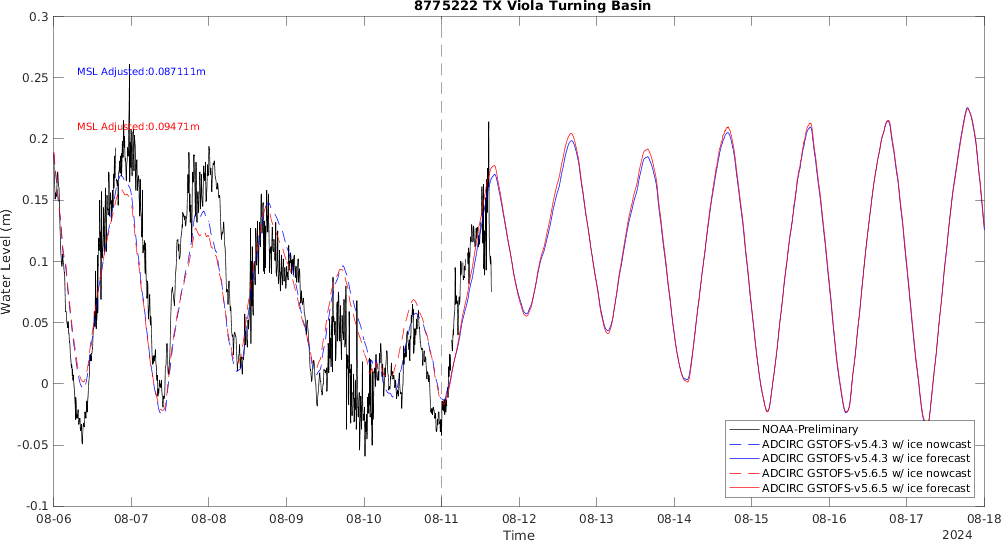 8775222 TX Viola Turning Basin
0.3
0.25
0.2
0.15
0.1
0.05
0
-0.05
-0.1
Water Level (m)
MSL Adjusted:0.087111m
MSL Adjusted:0.09471m
NOAA-Preliminary
ADCIRC GSTOFS-v5.4.3 w/ ice nowcast
ADCIRC GSTOFS-v5.4.3 w/ ice forecast
ADCIRC GSTOFS-v5.6.5 w/ ice nowcast
ADCIRC GSTOFS-v5.6.5 w/ ice forecast
08-06 08-07 08-08 08-09 08-10 08-11 08-12 08-13 08-14 08-15 08-16 08-17 08-18
Time
2024